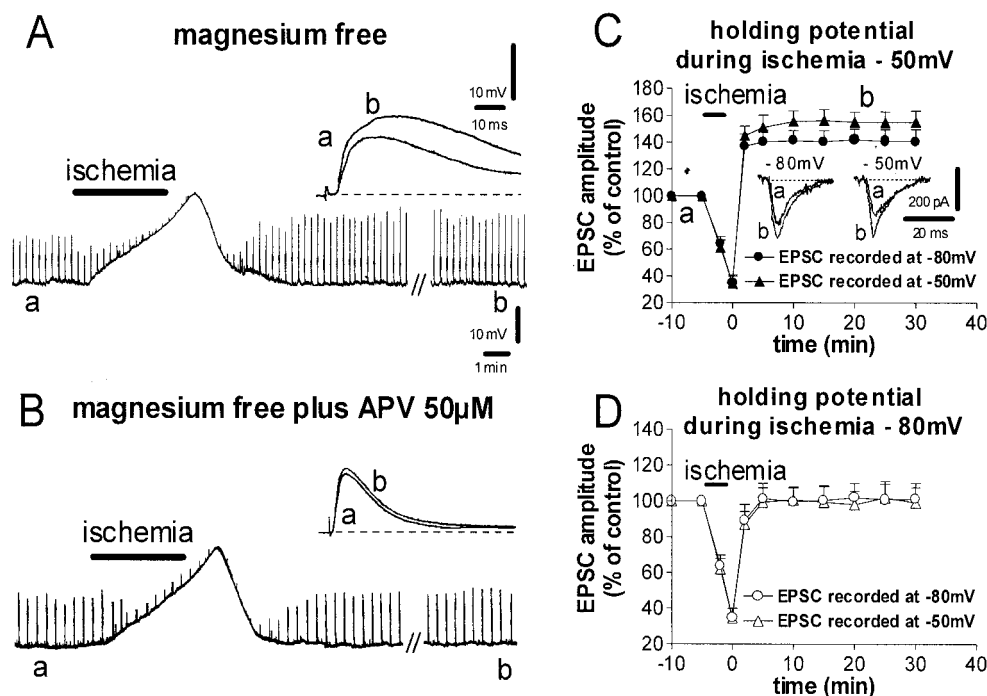 A
magnesium free
b
a
10 mV
10 ms
ischemia
a
b
10 mV
1 min
B
magnesium free plus APV 50µM
b
a
ischemia
a
b
C
holding potential
during ischemia - 50mV
EPSC amplitude
(% of control)
180
160
140
120
100
80
60
40
20
ischemia
b
a
- 80mV
- 50mV
a
a
b
b
200 pA
20 ms
EPSC recorded at -80mV
EPSC recorded at -50mV
-10
0
10
20
30
40
time (min)
D
holding potential
during ischemia - 80mV
EPSC amplitude
(% of control)
140
120
100
80
60
40
20
ischemia
EPSC recorded at -80mV
EPSC recorded at -50mV
-10
0
10
20
30
40
time (min)